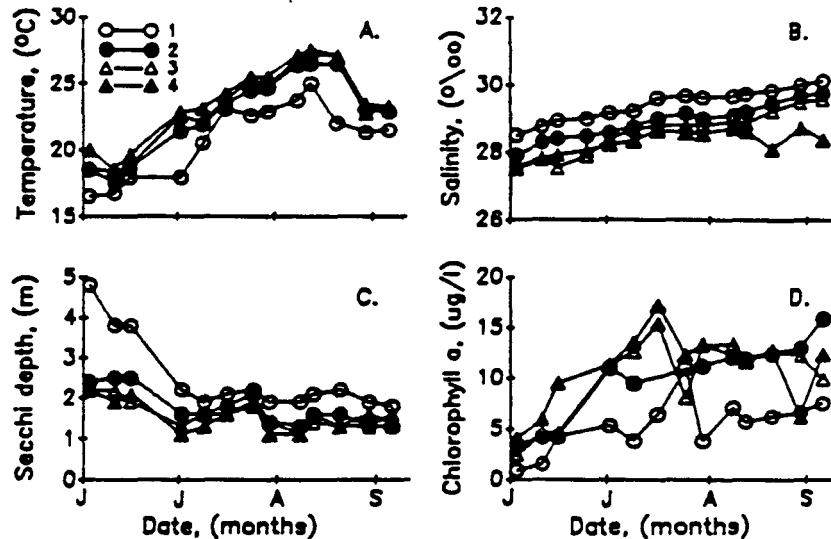 A.
Temperature, (°C)
30
25
20
15
1
2
3
4
B.
Salinity, (o\oo)
32
30
28
26
C.
Secchi depth, (m)
5
4
3
2
1
0
J
J
A
S
Date, (months)
D.
Chlorophyll a, (ug/l)
20
15
10
5
0
J
J
A
S
Date, (months)